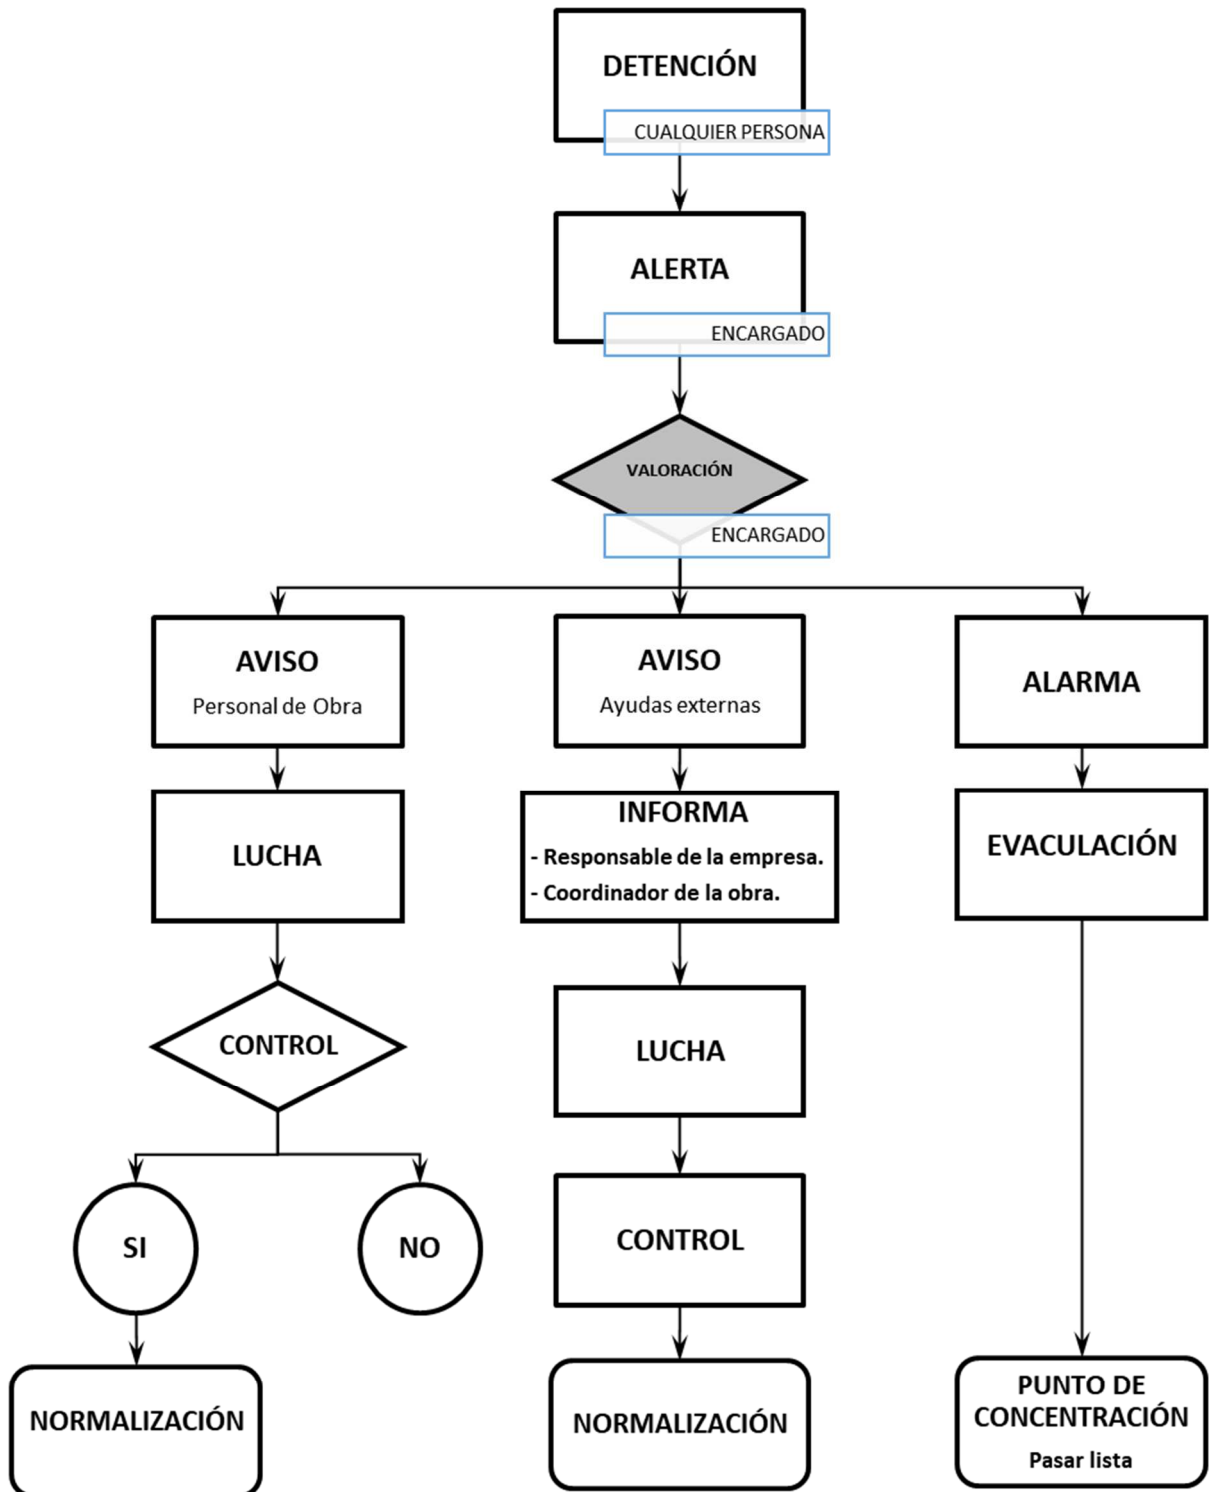 DETENCIÓN
CUALQUIER PERSONA
ALERTA
ENCARGADO
VALORACIÓN
ENCARGADO
AVISO
Personal de Obra
AVISO
Ayudas externas
ALARMA
LUCHA
INFORMA
- Responsable de la empresa.
- Coordinador de la obra.
EVACULACIÓN
CONTROL
LUCHA
SI
NO
CONTROL
NORMALIZACIÓN
NORMALIZACIÓN
PUNTO DE
CONCENTRACIÓN
Pasar lista